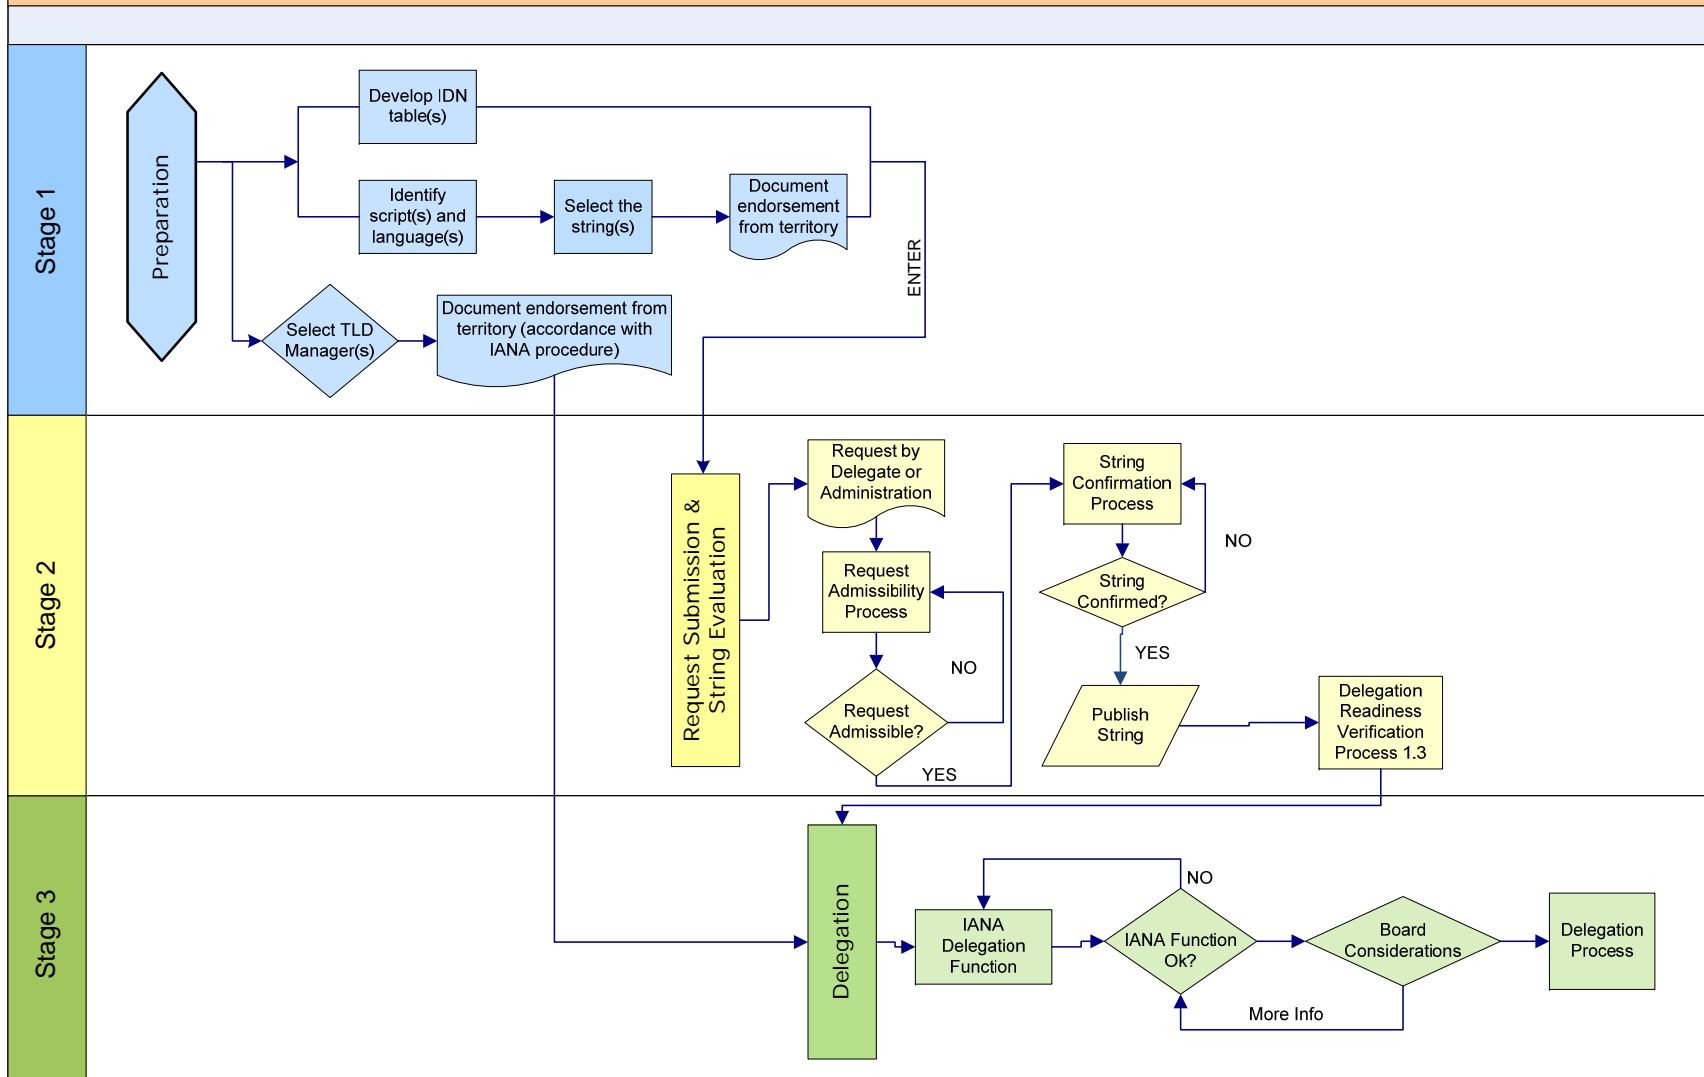 Stage 1
Preparation
Develop IDN
table(s)
Identify
script(s) and
language(s)
Select the
string(s)
Document
endorsement
from territory
ENTER
Select TLD
Manager(s)
Document endorsement from
territory (accordance with
IANA procedure)
Stage 2
Request Submission &
String Evaluation
Request by
Delegate or
Administration
Request
Admissibility
Process
NO
Request
Admissible?
YES
String
Confirmation
Process
NO
String
Confirmed?
YES
Publish
String
Delegation
Readiness
Verification
Process 1.3
Stage 3
Delegation
IANA
Delegation
Function
NO
IANA Function
Ok?
Board
Considerations
More Info
Delegation
Process